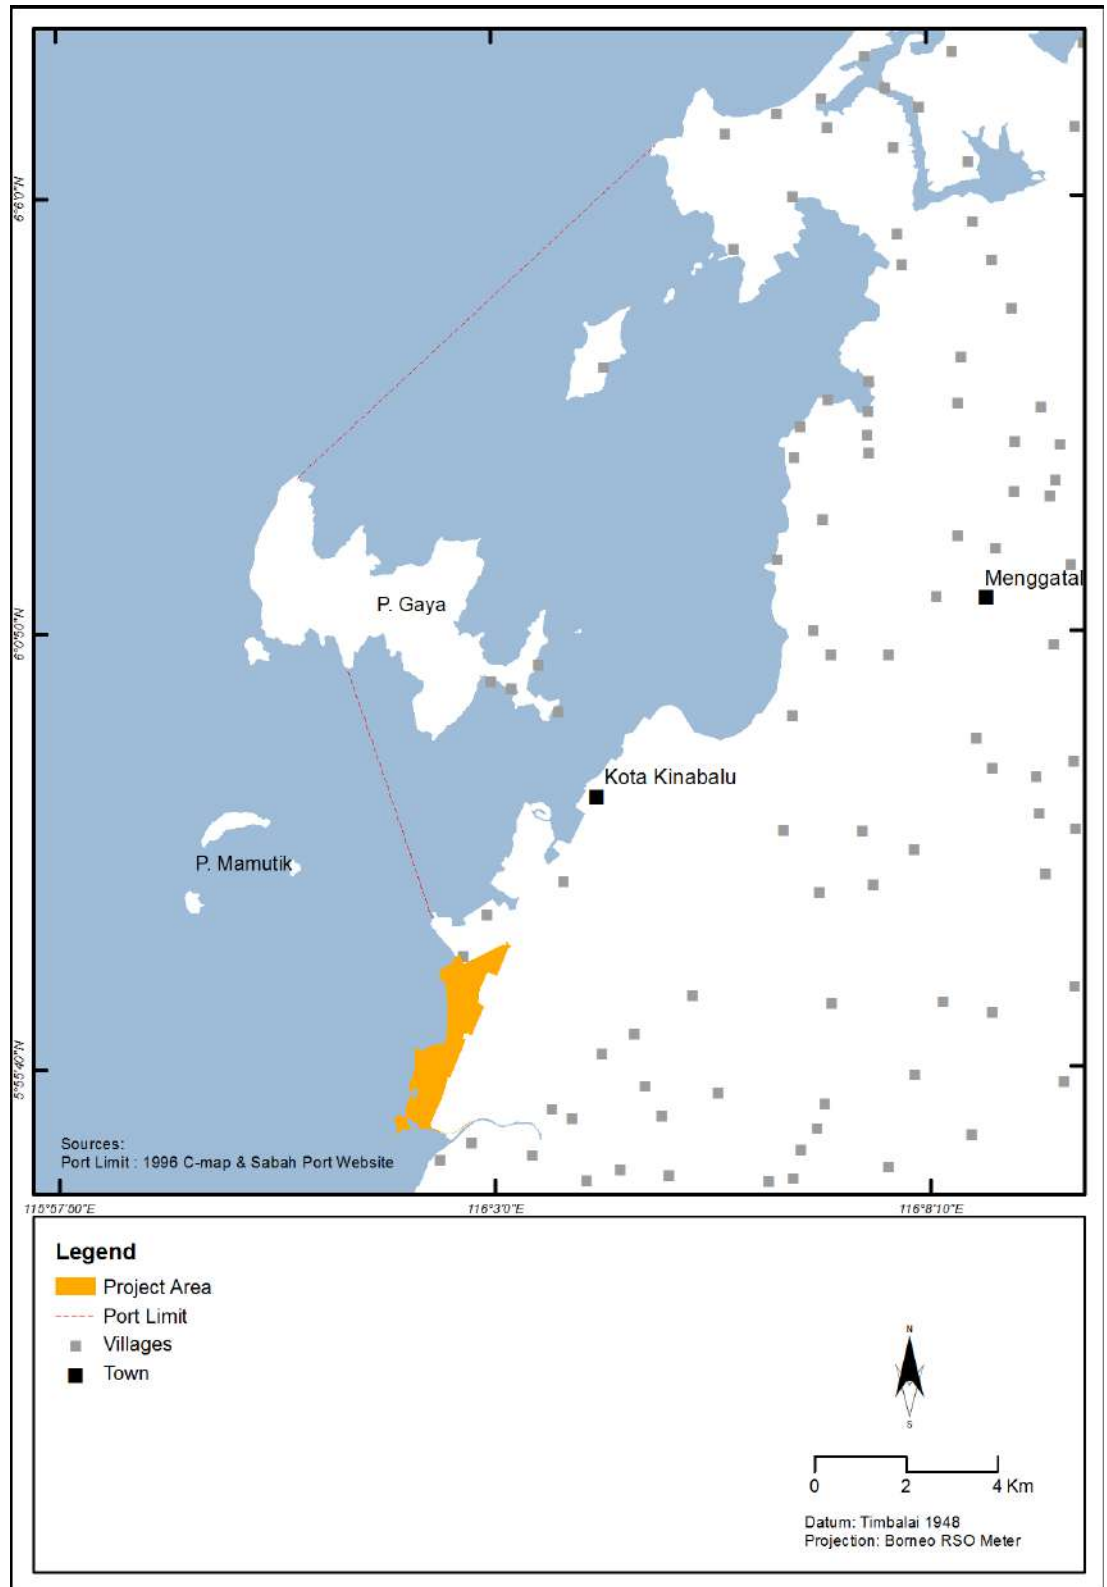 6°6'0"N
Menggatal
P. Gaya
6°0'50"N
Kota Kinabalu
P. Mamutik
5°55'40"N
Sources:
Port Limit : 1996 C-map & Sabah Port Website
115°57'50"E
116°3'0"E
116°8'10"E
Legend
Project Area
Port Limit
Villages
Town
N
S
0 2 4 Km
Datum: Timbalai 1948
Projection: Borneo RSO Meter